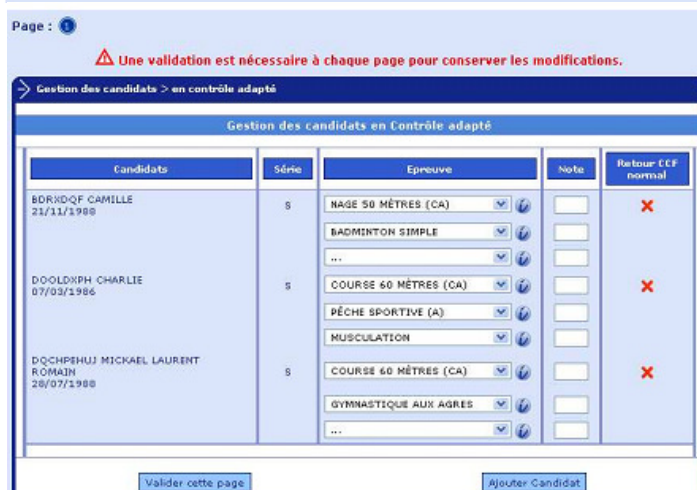 Page : 1
Une validation est nécessaire à chaque page pour conserver les modifications.
Gestion des candidats > en contrôle adapté
Gestion des candidats en Contrôle adapté
Candidats Série Epreuve Note Retour CCF normal
BDRXDQF CAMILLE
21/11/1988
S
NAGE 50 MÈTRES (CA)
BADMINTON SIMPLE
...
DOOLDXPH CHARLIE
07/03/1986
S
COURSE 60 MÈTRES (CA)
PÊCHE SPORTIVE (A)
MUSCULATION
DQCHPEHUJ MICKAEL LAURENT
ROMAIN
28/07/1988
S
COURSE 60 MÈTRES (CA)
GYMNASTIQUE AUX AGRES
...
Valider cette page Ajouter Candidat